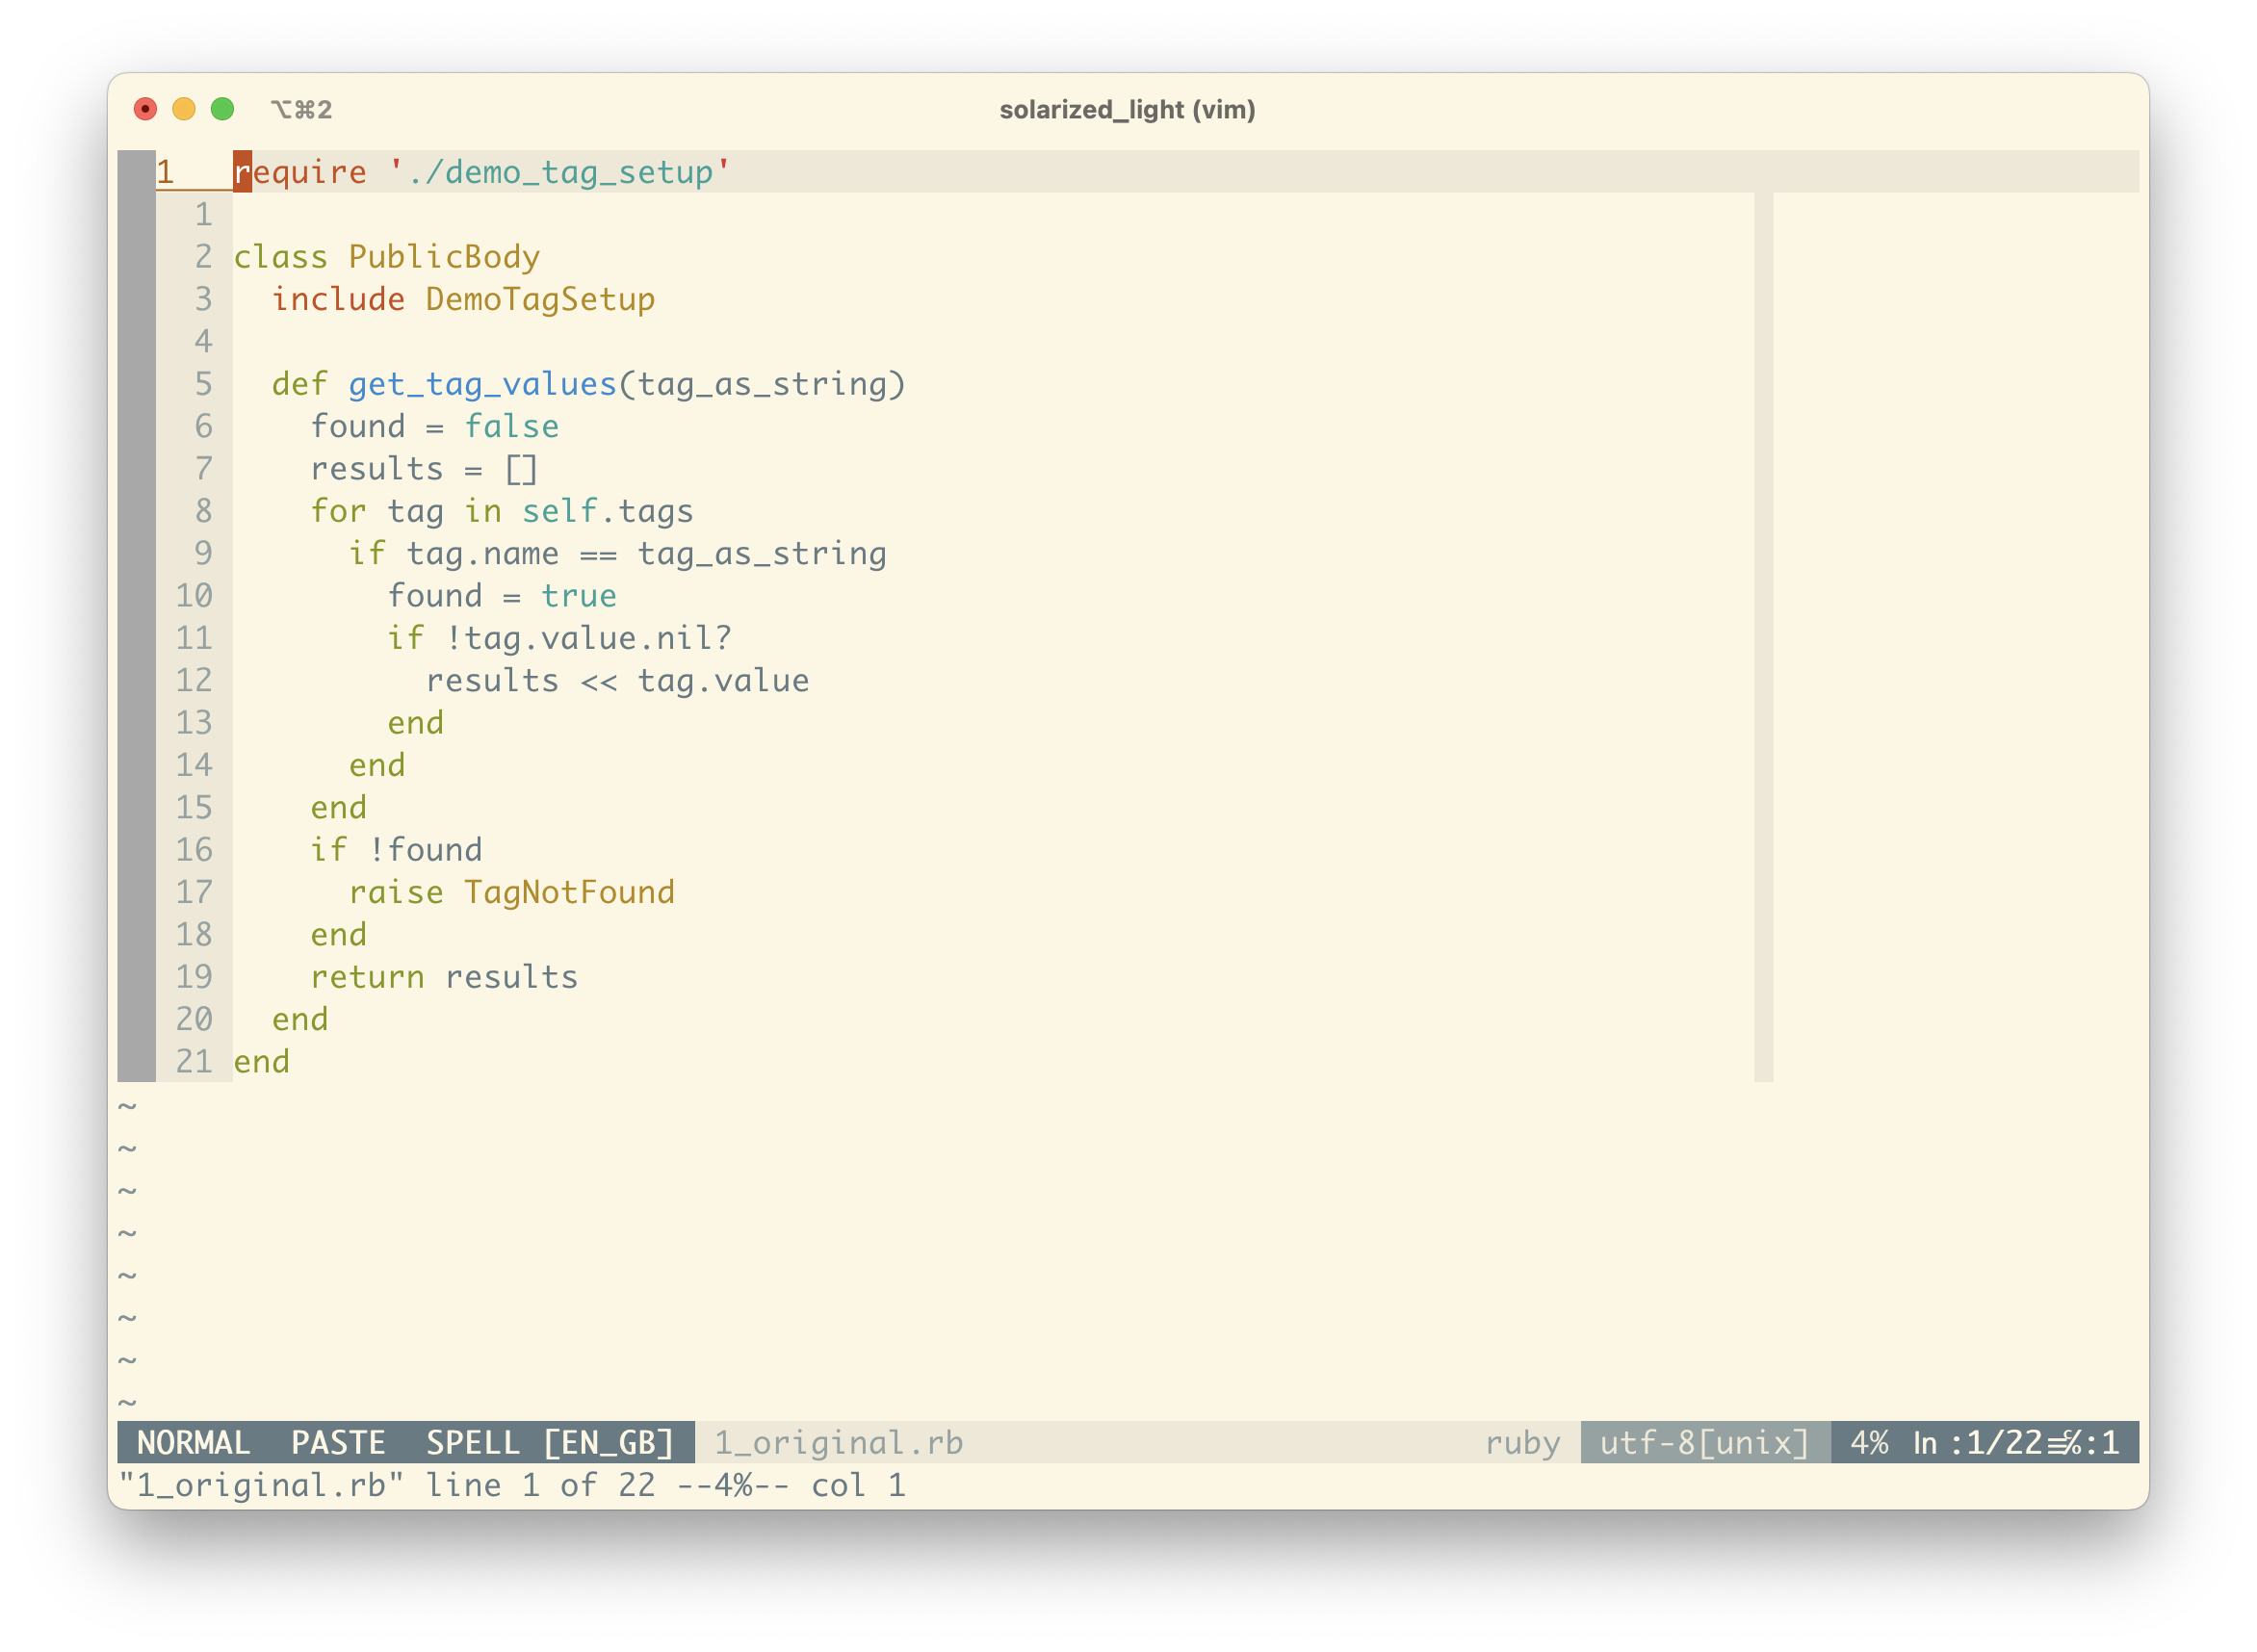 ⌥⌘2 solarized_light (vim)
1 require './demo_tag_setup'
1
2 class PublicBody
3   include DemoTagSetup
4
5   def get_tag_values(tag_as_string)
6     found = false
7     results = []
8     for tag in self.tags
9       if tag.name == tag_as_string
10         found = true
11         if !tag.value.nil?
12           results << tag.value
13         end
14       end
15     end
16     if !found
17       raise TagNotFound
18     end
19     return results
20   end
21 end
~
~
~
~
~
~
~
~
NORMAL PASTE SPELL [EN_GB] 1_original.rb ruby utf-8[unix] 4% ln :1/22≡℅:1
"1_original.rb" line 1 of 22 --4%-- col 1